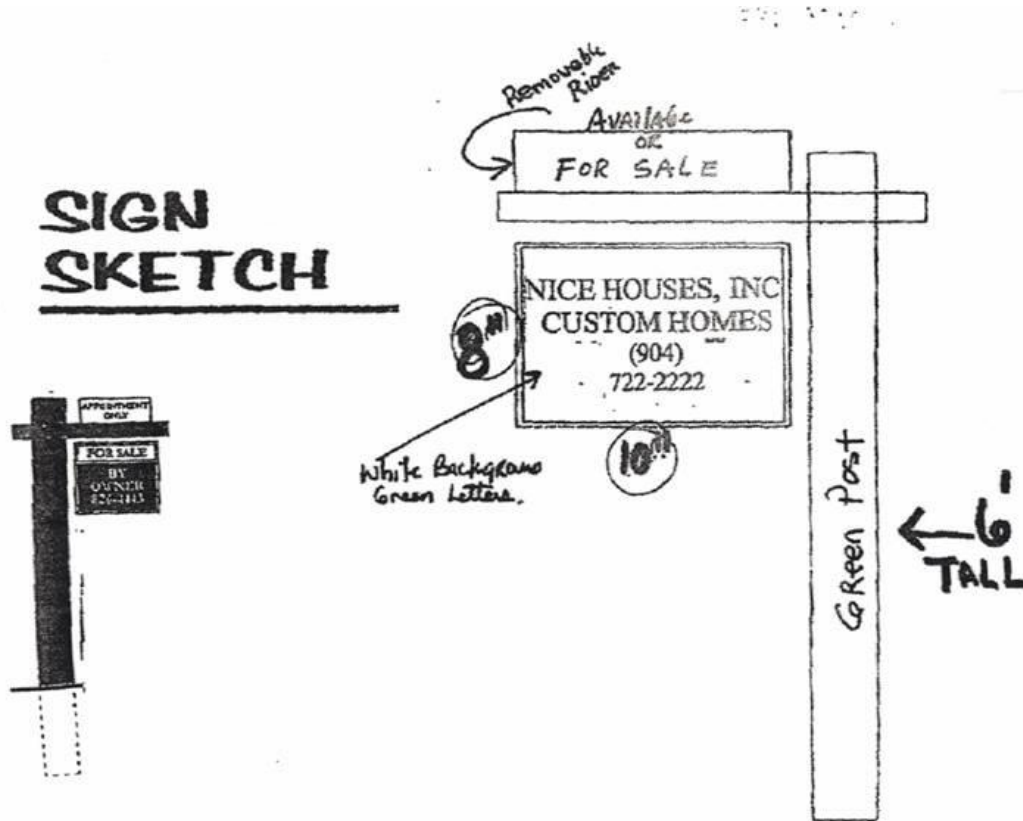 Removable
Rider
AVAILABLE
OR
FOR SALE
SIGN
SKETCH
NICE HOUSES, INC
CUSTOM HOMES
(904)
722-2222
8"
10"
White Background
Green Letters.
Green Post
6'
TALL
APPOINTMENT
ONLY
FOR SALE
BY
OWNER